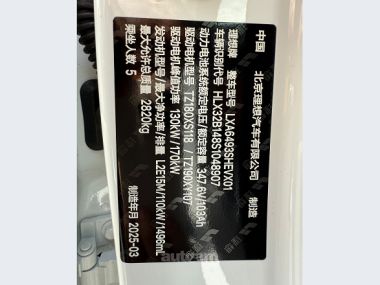 中国 北京理想汽车有限公司 制造
车辆识别代号 HLX32B148S1048907
理想牌 整车型号 LXA6493SHEVX01
动力电池系统额定电压/额定容量 347.6V/103Ah
驱动电机型号 TZ180XS118 / TZ190XY107
驱动电机峰值功率 130kW /170kW
发动机型号/最大净功率/排量 L2E15M/110kW/1496mL
最大允许总质量 2820kg
乘坐人数 5 制造年月 2025-03